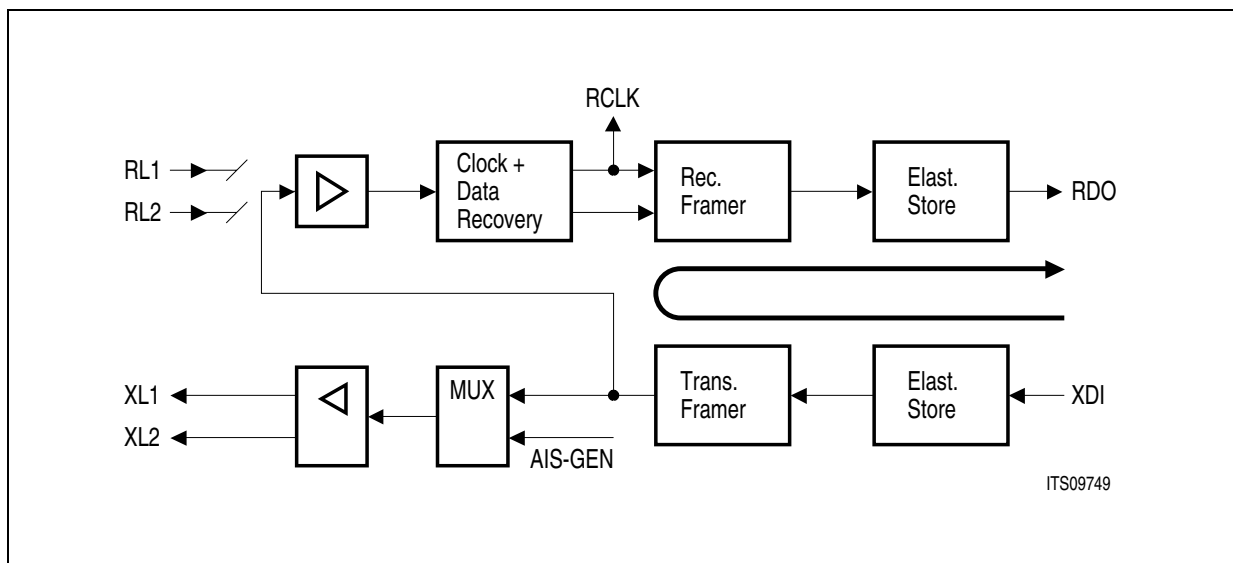 RCLK
RL1
RL2
Clock +
Data
Recovery
Rec.
Framer
Elast.
Store
RDO
XL1
XL2
MUX
AIS-GEN
Trans.
Framer
Elast.
Store
XDI
ITS09749